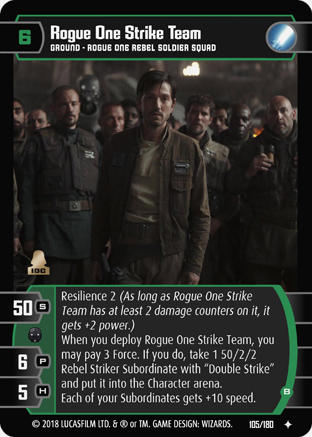 6
Rogue One Strike Team
GROUND - ROGUE ONE REBEL SOLDIER SQUAD
IDC
50 S
6 P
5 H
Resilience 2 (As long as Rogue One Strike
Team has at least 2 damage counters on it, it
gets +2 power.)
When you deploy Rogue One Strike Team, you
may pay 3 Force. If you do, take 1 50/2/2
Rebel Striker Subordinate with “Double Strike”
and put it into the Character arena.
Each of your Subordinates gets +10 speed.
B
© 2018 LUCASFILM LTD. & ® or TM. GAME DESIGN: WIZARDS. 105/180